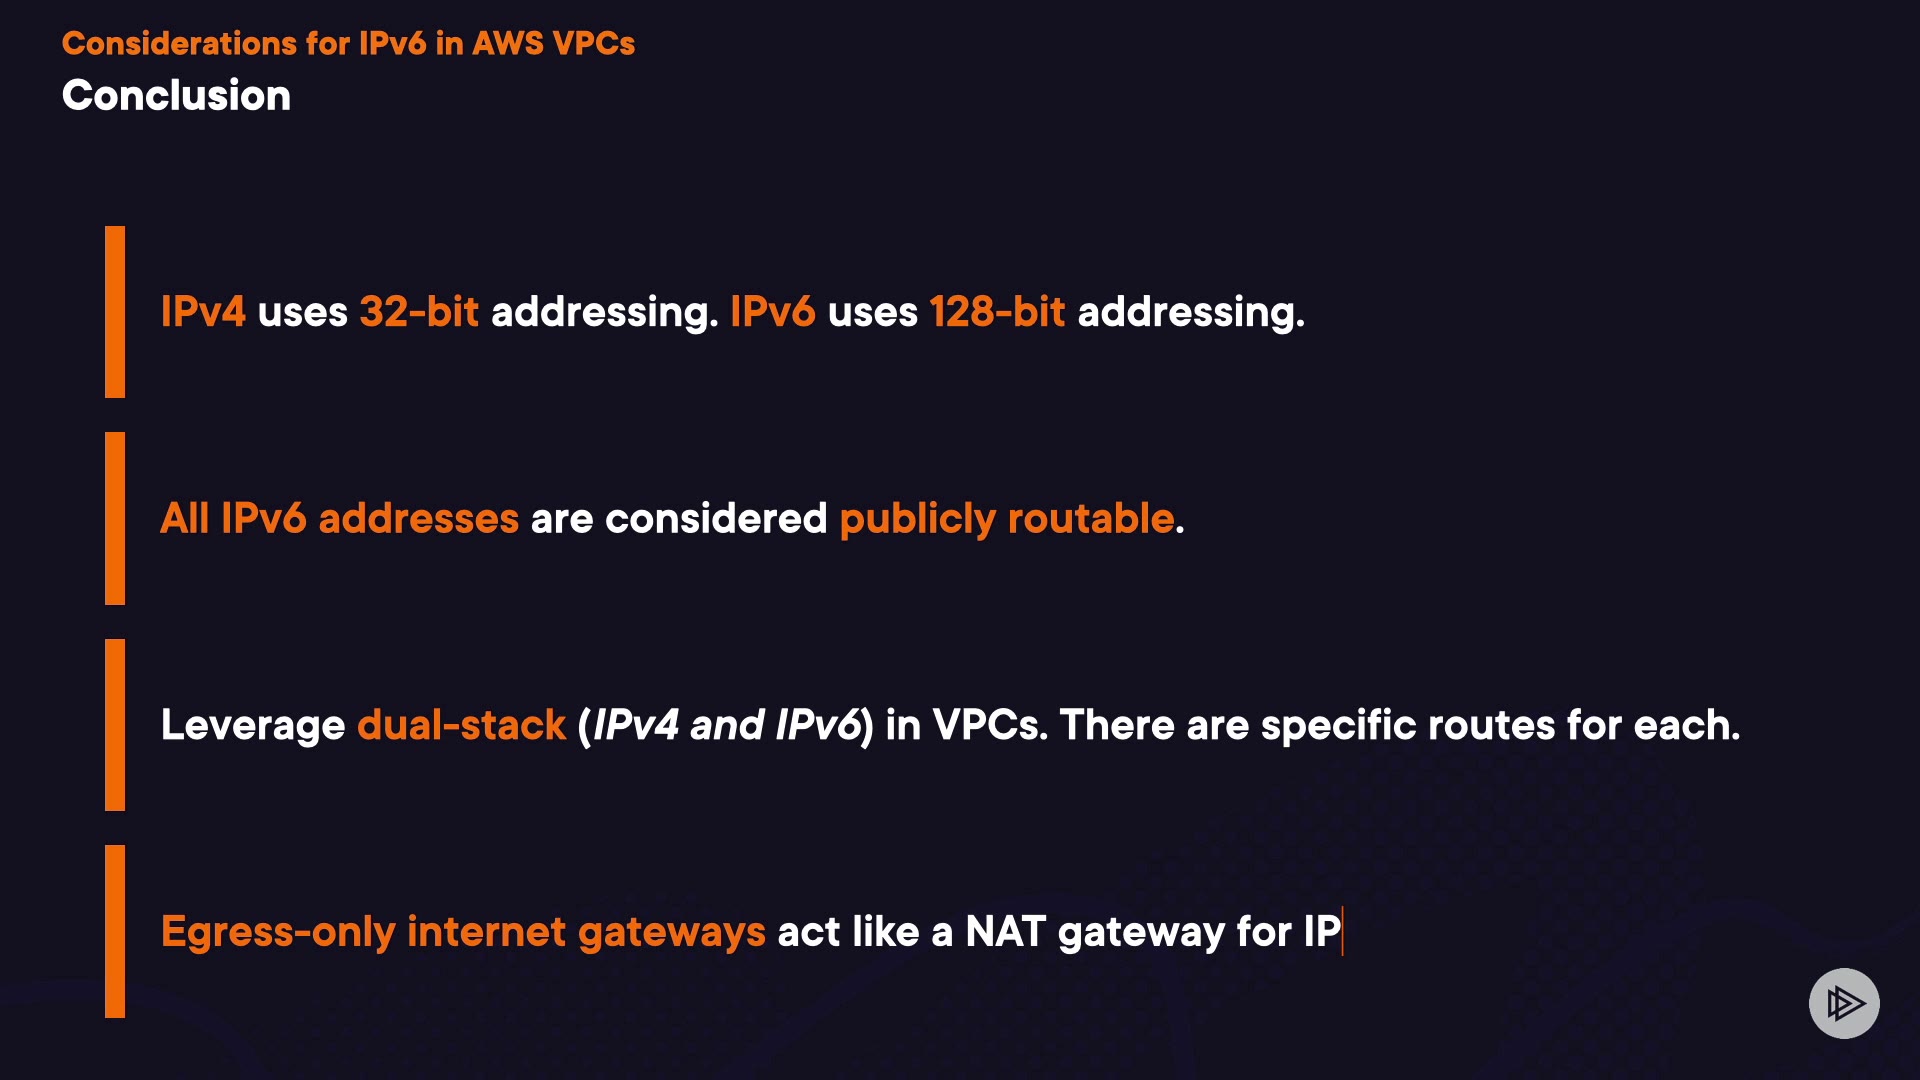 Considerations for IPv6 in AWS VPCs
Conclusion
IPv4 uses 32-bit addressing. IPv6 uses 128-bit addressing.
All IPv6 addresses are considered publicly routable.
Leverage dual-stack (IPv4 and IPv6) in VPCs. There are specific routes for each.
Egress-only internet gateways act like a NAT gateway for IP